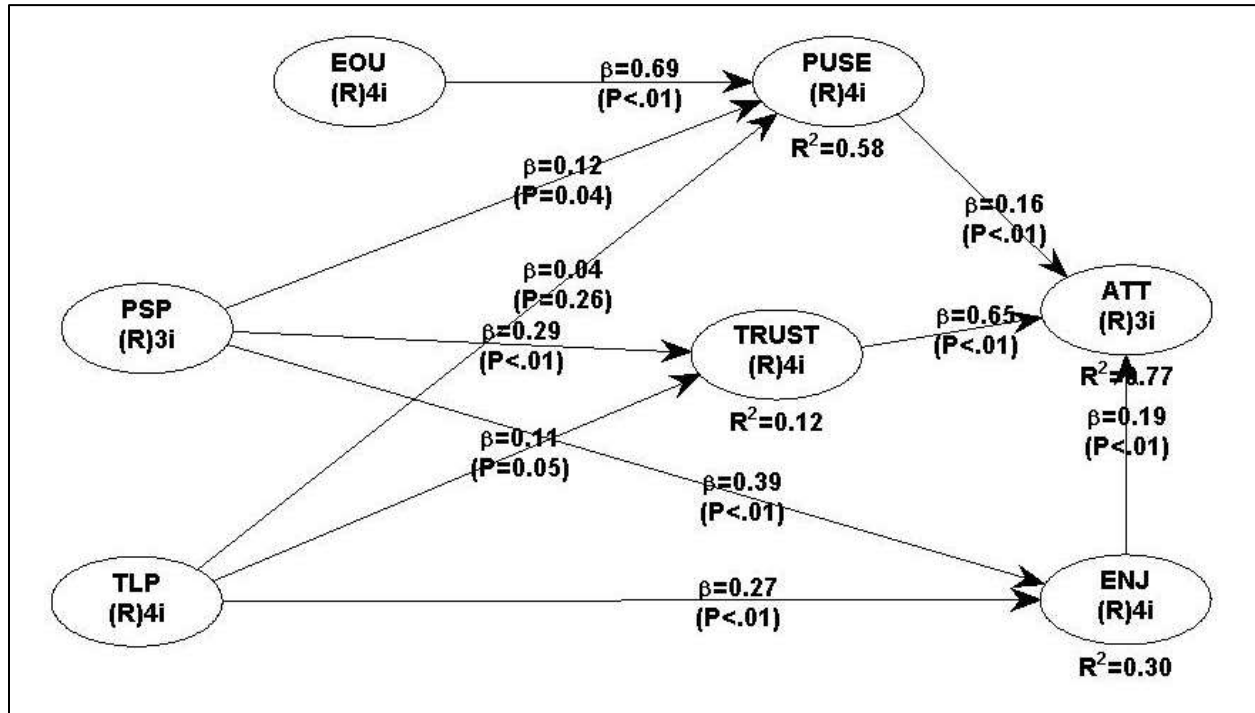 EOU
(R)4i
β=0.69
(P<.01)
PUSE
(R)4i
R²=0.58
β=0.12
(P=0.04)
β=0.16
(P<.01)
β=0.04
(P=0.26)
PSP
(R)3i
β=0.29
(P<.01)
TRUST
(R)4i
R²=0.12
β=0.65
(P<.01)
ATT
(R)3i
R²=0.77
β=0.19
(P<.01)
β=0.11
(P=0.05)
β=0.39
(P<.01)
TLP
(R)4i
β=0.27
(P<.01)
ENJ
(R)4i
R²=0.30